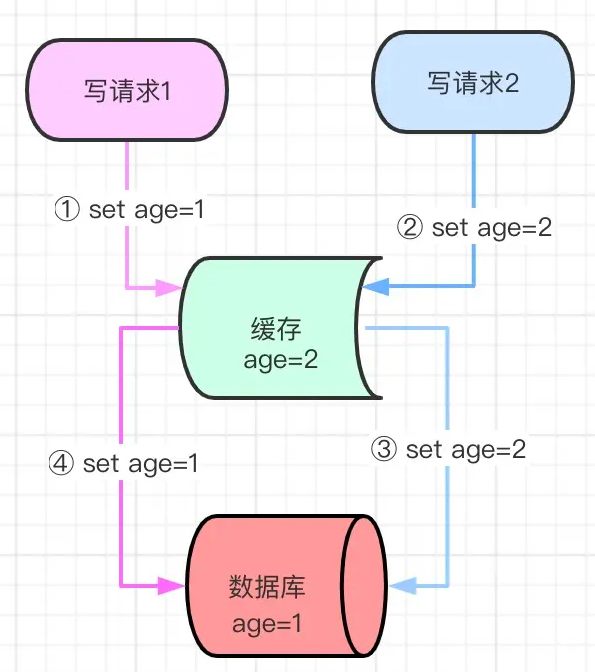 写请求1
写请求2
① set age=1
② set age=2
缓存
age=2
③ set age=2
④ set age=1
数据库
age=1